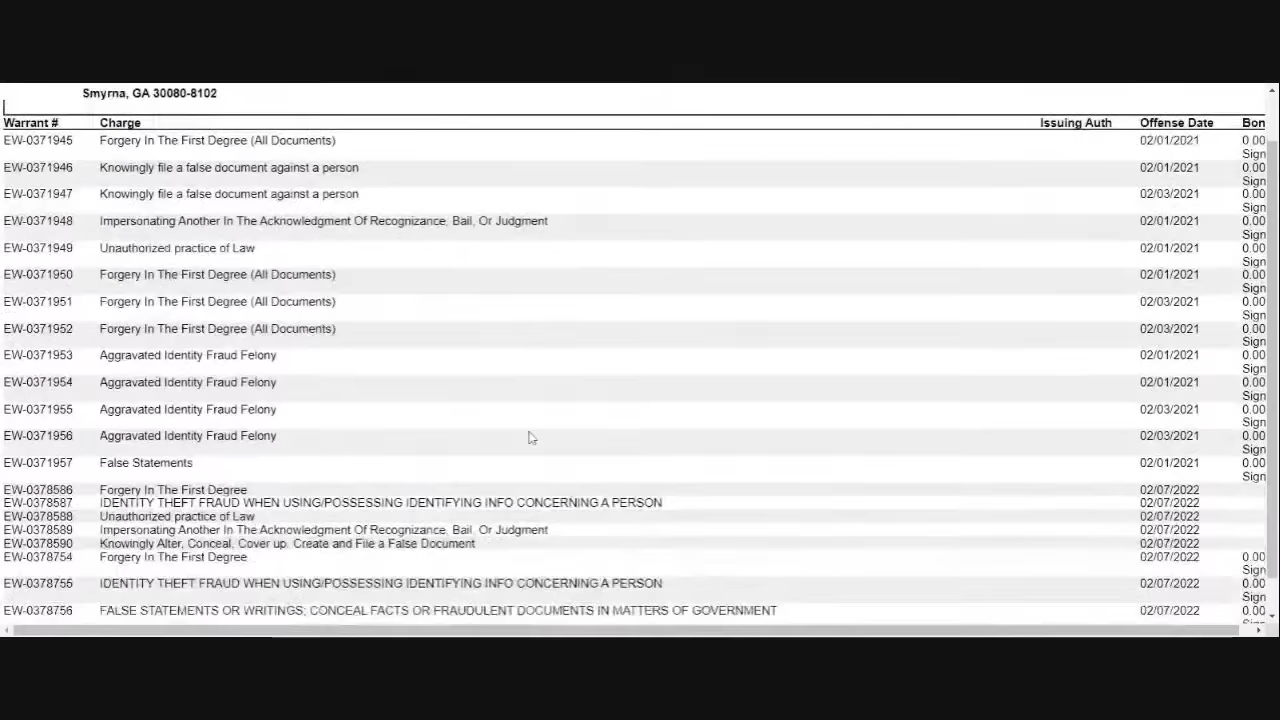 Smyrna, GA 30080-8102
Warrant # Charge Issuing Auth Offense Date Bon
EW-0371945 Forgery In The First Degree (All Documents) 02/01/2021 0.00
Sign
EW-0371946 Knowingly file a false document against a person 02/01/2021 0.00
Sign
EW-0371947 Knowingly file a false document against a person 02/03/2021 0.00
Sign
EW-0371948 Impersonating Another In The Acknowledgment Of Recognizance, Bail, Or Judgment 02/01/2021 0.00
Sign
EW-0371949 Unauthorized practice of Law 02/01/2021 0.00
Sign
EW-0371950 Forgery In The First Degree (All Documents) 02/01/2021 0.00
Sign
EW-0371951 Forgery In The First Degree (All Documents) 02/03/2021 0.00
Sign
EW-0371952 Forgery In The First Degree (All Documents) 02/03/2021 0.00
Sign
EW-0371953 Aggravated Identity Fraud Felony 02/01/2021 0.00
Sign
EW-0371954 Aggravated Identity Fraud Felony 02/01/2021 0.00
Sign
EW-0371955 Aggravated Identity Fraud Felony 02/03/2021 0.00
Sign
EW-0371956 Aggravated Identity Fraud Felony 02/03/2021 0.00
Sign
EW-0371957 False Statements 02/01/2021 0.00
Sign
EW-0378586 Forgery In The First Degree 02/07/2022
EW-0378587 IDENTITY THEFT FRAUD WHEN USING/POSSESSING IDENTIFYING INFO CONCERNING A PERSON 02/07/2022
EW-0378588 Unauthorized practice of Law 02/07/2022
EW-0378589 Impersonating Another In The Acknowledgment Of Recognizance, Bail, Or Judgment 02/07/2022
EW-0378590 Knowingly Alter, Conceal, Cover up, Create and File a False Document 02/07/2022
EW-0378754 Forgery In The First Degree 02/07/2022 0.00
Sign
EW-0378755 IDENTITY THEFT FRAUD WHEN USING/POSSESSING IDENTIFYING INFO CONCERNING A PERSON 02/07/2022 0.00
Sign
EW-0378756 FALSE STATEMENTS OR WRITINGS; CONCEAL FACTS OR FRAUDULENT DOCUMENTS IN MATTERS OF GOVERNMENT 02/07/2022 0.00
Sign